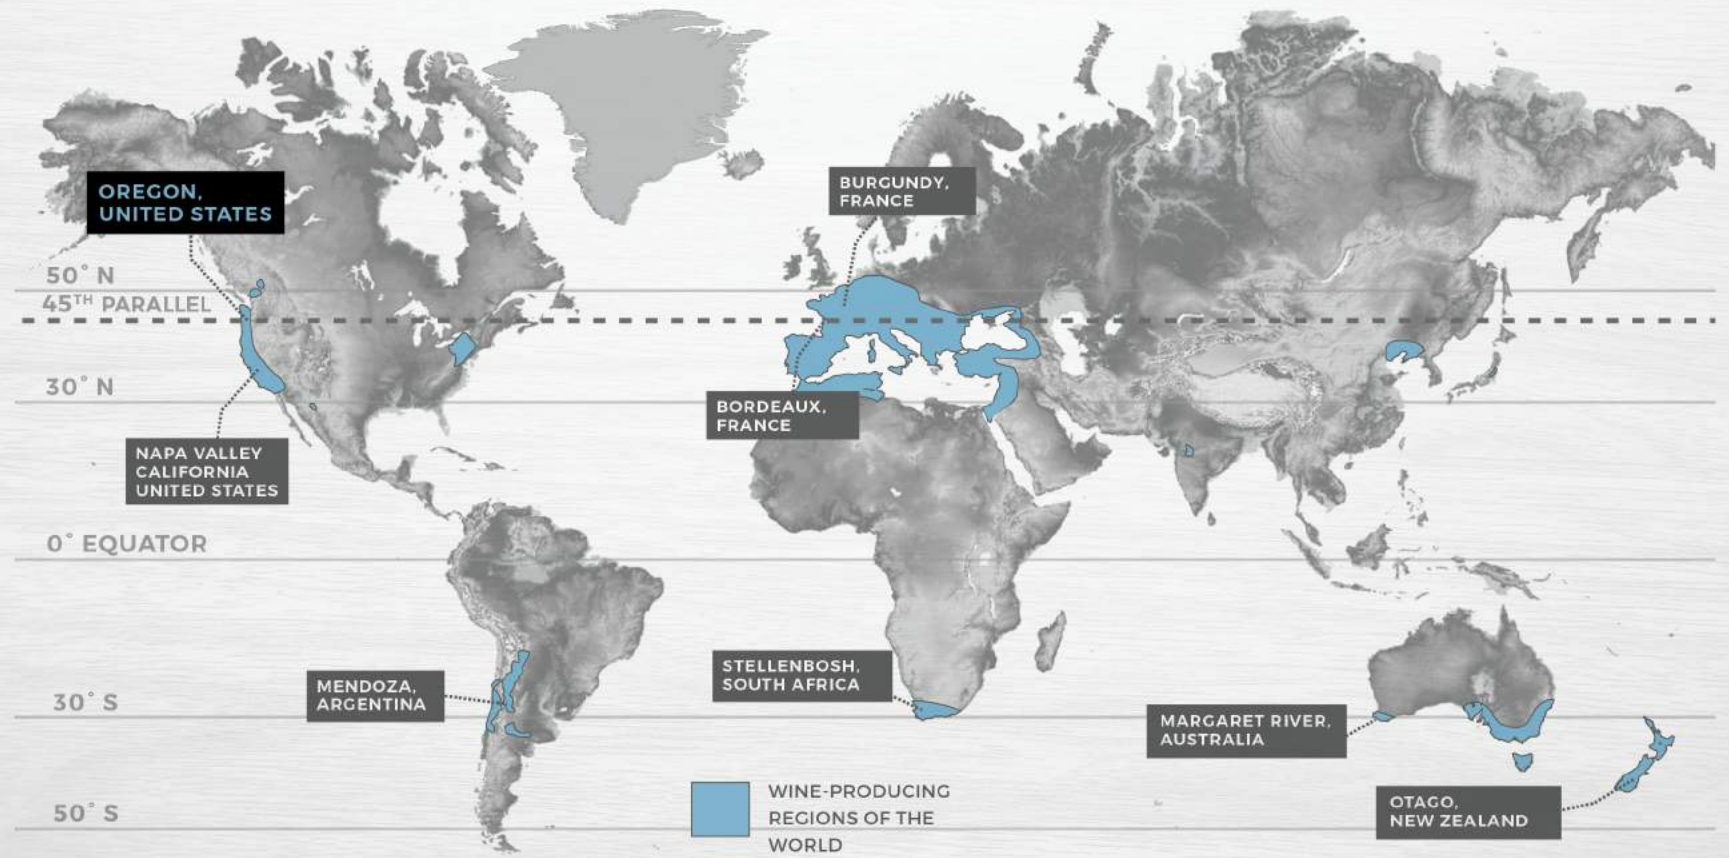 BURGUNDY,
FRANCE
OREGON,
UNITED STATES
50° N
45TH PARALLEL
30° N
BORDEAUX,
FRANCE
NAPA VALLEY
CALIFORNIA
UNITED STATES
0° EQUATOR
STELLENBOSH,
SOUTH AFRICA
MENDOZA,
ARGENTINA
30° S
MARGARET RIVER,
AUSTRALIA
WINE-PRODUCING
REGIONS OF THE
WORLD
OTAGO,
NEW ZEALAND
50° S